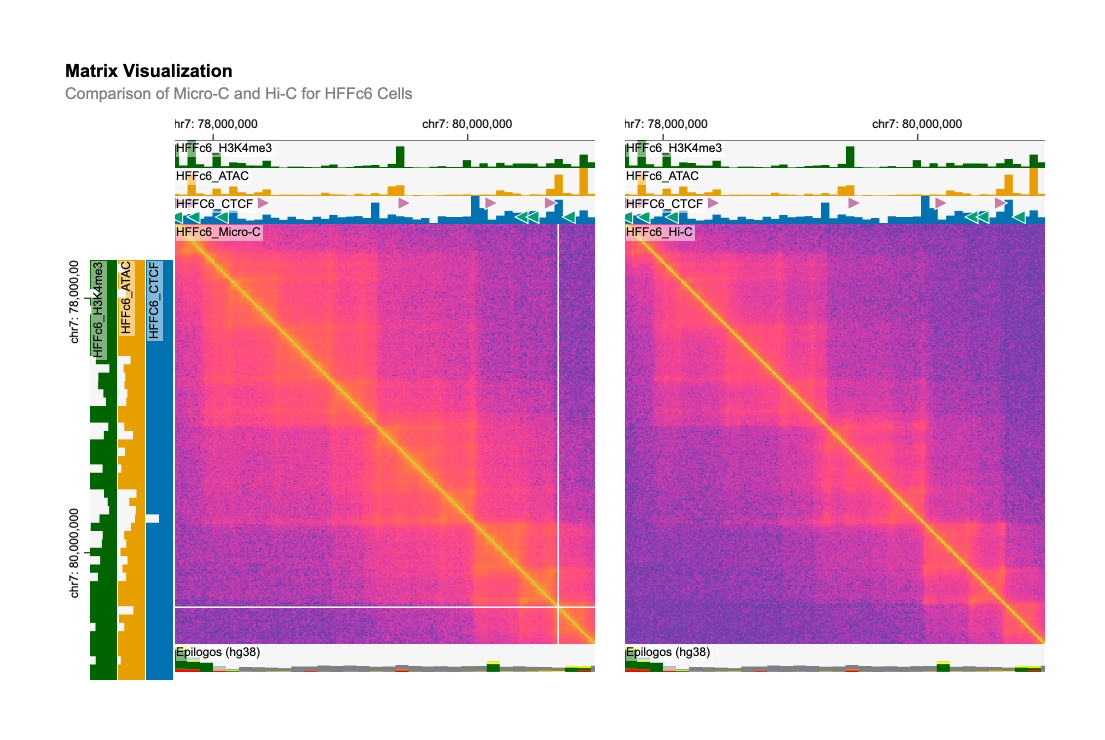 Matrix Visualization
Comparison of Micro-C and Hi-C for HFFc6 Cells
hr7: 78,000,000
chr7: 80,000,000
hr7: 78,000,000
chr7: 80,000,000
HFFc6_H3K4me3
HFFc6_H3K4me3
HFFc6_ATAC
HFFc6_ATAC
HFFC6_CTCF
HFFC6_CTCF
HFFc6_Micro-C
HFFc6_Hi-C
chr7: 78,000,00
chr7: 80,000,000
HFFc6_H3K4me3
HFFc6_ATAC
HFFC6_CTCF
Epilogos (hg38)
Epilogos (hg38)